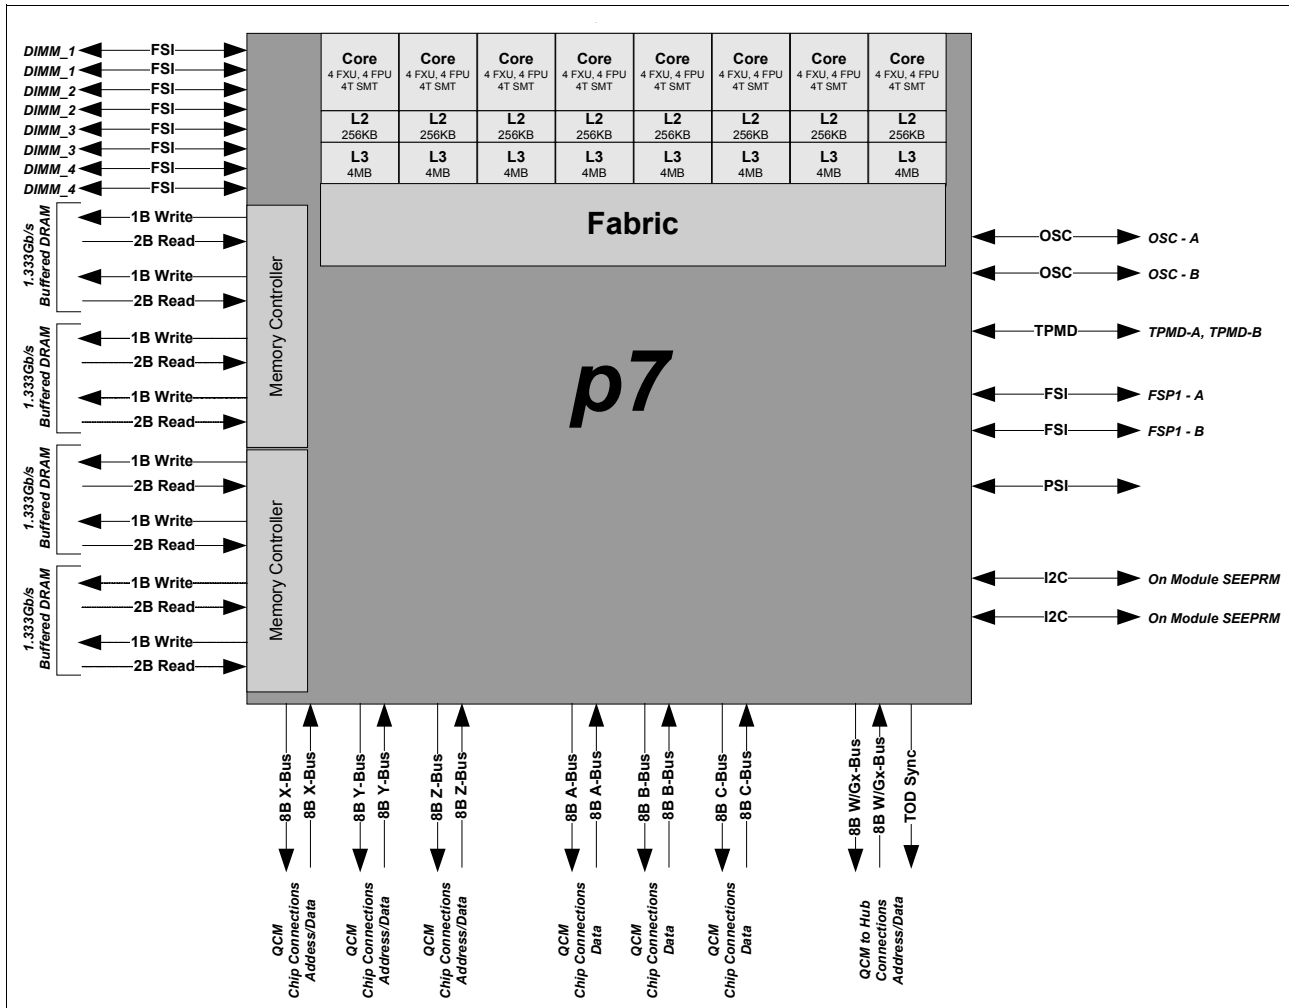 DIMM_1 FSI
DIMM_1 FSI
DIMM_2 FSI
DIMM_2 FSI
DIMM_3 FSI
DIMM_3 FSI
DIMM_4 FSI
DIMM_4 FSI
Core Core Core Core Core Core Core Core
4 FXU, 4 FPU 4 FXU, 4 FPU 4 FXU, 4 FPU 4 FXU, 4 FPU 4 FXU, 4 FPU 4 FXU, 4 FPU 4 FXU, 4 FPU 4 FXU, 4 FPU
4T SMT 4T SMT 4T SMT 4T SMT 4T SMT 4T SMT 4T SMT 4T SMT
L2 L2 L2 L2 L2 L2 L2 L2
256KB 256KB 256KB 256KB 256KB 256KB 256KB 256KB
L3 L3 L3 L3 L3 L3 L3 L3
4MB 4MB 4MB 4MB 4MB 4MB 4MB 4MB
Fabric
p7
1.333Gb/s
Buffered DRAM
1B Write
2B Read
1B Write
2B Read
1.333Gb/s
Buffered DRAM
1B Write
2B Read
1B Write
2B Read
Memory Controller
1.333Gb/s
Buffered DRAM
1B Write
2B Read
1B Write
2B Read
1.333Gb/s
Buffered DRAM
1B Write
2B Read
1B Write
2B Read
Memory Controller
OSC OSC - A
OSC OSC - B
TPMD TPMD-A, TPMD-B
FSI FSP1 - A
FSI FSP1 - B
PSI
I2C On Module SEEPRM
I2C On Module SEEPRM
8B X-Bus
8B X-Bus
8B Y-Bus
8B Y-Bus
8B Z-Bus
8B Z-Bus
8B A-Bus
8B A-Bus
8B B-Bus
8B B-Bus
8B C-Bus
8B C-Bus
8B W/Gx-Bus
8B W/Gx-Bus
TOD Sync
QCM
Chip Connections
Addess/Data
QCM
Chip Connections
Address/Data
QCM
Chip Connections
Address/Data
QCM
Chip Connections
Data
QCM
Chip Connections
Data
QCM
Chip Connections
Data
QCM to Hub
Connections
Address/Data